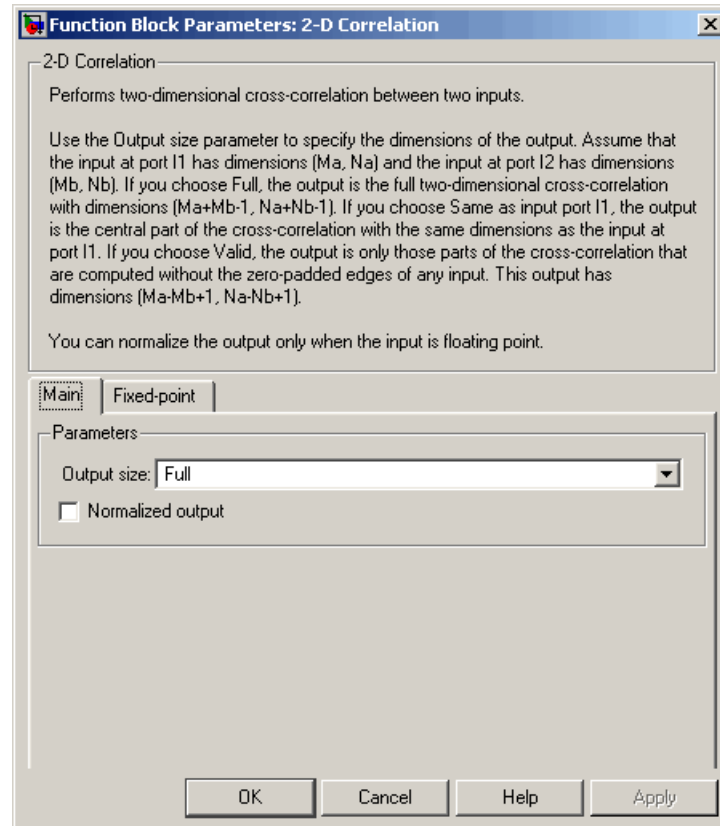 Function Block Parameters: 2-D Correlation
2-D Correlation
Performs two-dimensional cross-correlation between two inputs.
Use the Output size parameter to specify the dimensions of the output. Assume that
the input at port I1 has dimensions (Ma, Na) and the input at port I2 has dimensions
(Mb, Nb). If you choose Full, the output is the full two-dimensional cross-correlation
with dimensions (Ma+Mb-1, Na+Nb-1). If you choose Same as input port I1, the output
is the central part of the cross-correlation with the same dimensions as the input at
port I1. If you choose Valid, the output is only those parts of the cross-correlation that
are computed without the zero-padded edges of any input. This output has
dimensions (Ma-Mb+1, Na-Nb+1).
You can normalize the output only when the input is floating point.
Main Fixed-point
Parameters
Output size: Full
Normalized output
OK Cancel Help Apply